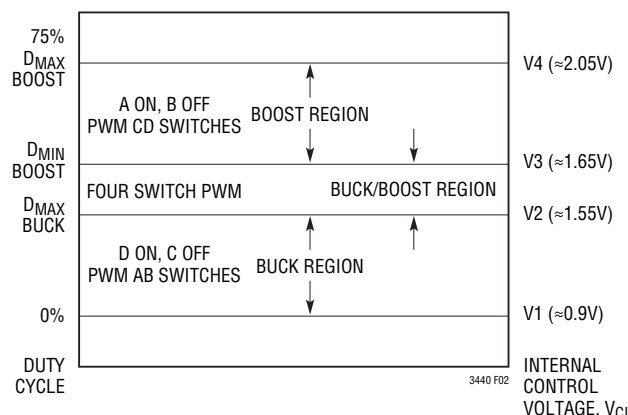 75%
DMAX
BOOST
V4 (≈2.05V)
A ON, B OFF
PWM CD SWITCHES
BOOST REGION
DMIN
BOOST
V3 (≈1.65V)
FOUR SWITCH PWM
BUCK/BOOST REGION
DMAX
BUCK
V2 (≈1.55V)
D ON, C OFF
PWM AB SWITCHES
BUCK REGION
0%
V1 (≈0.9V)
DUTY
CYCLE
3440 F02
INTERNAL
CONTROL
VOLTAGE,